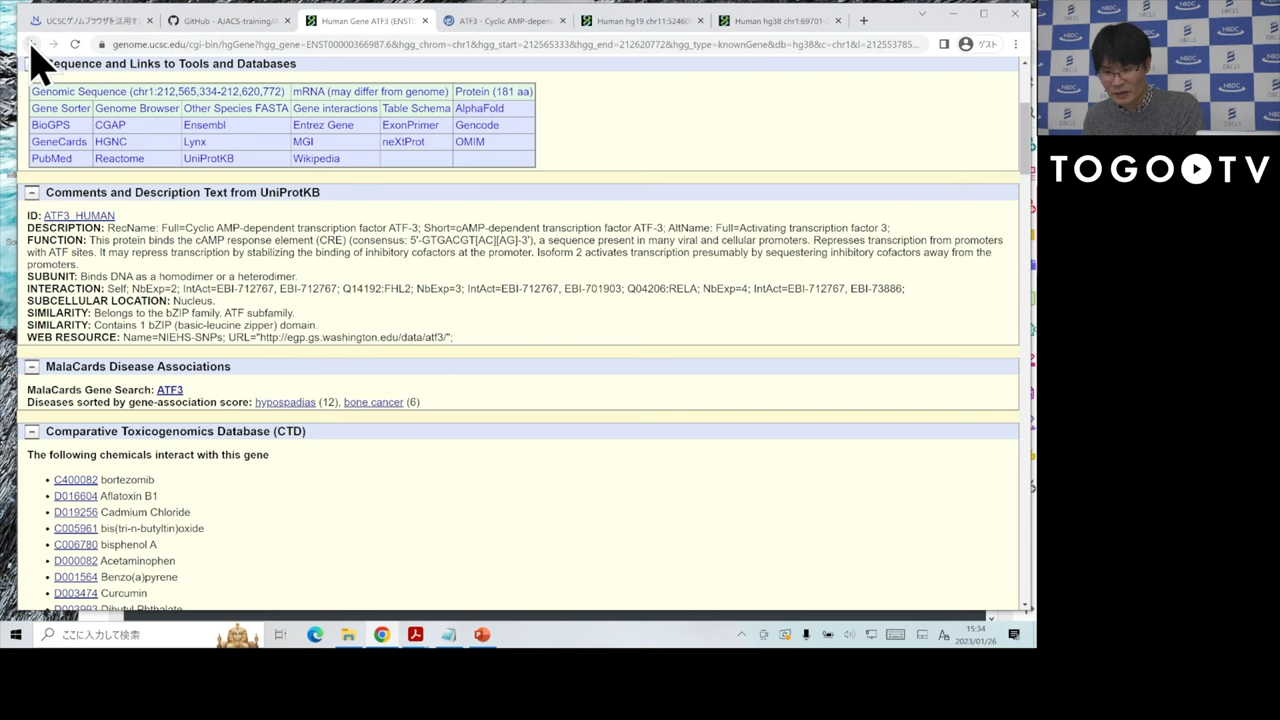 UCSCゲノムブラウザを活用す
GitHub - AJACS-training/A
Human Gene ATF3 (ENST0
ATF3 - Cyclic AMP-depen
Human hg19 chr11:52460
Human hg38 chr1:69701-
genome.ucsc.edu/cgi-bin/hgGene?hgg_gene=ENST00000366987.6&hgg_chrom=chr1&hgg_start=212565333&hgg_end=212620772&hgg_type=knownGene&db=hg38&c=chr1&l=212553785...
ゲスト
Sequence and Links to Tools and Databases
Genomic Sequence (chr1:212,565,334-212,620,772) mRNA (may differ from genome) Protein (181 aa)
Gene Sorter Genome Browser Other Species FASTA Gene interactions Table Schema AlphaFold
BioGPS CGAP Ensembl Entrez Gene ExonPrimer Gencode
GeneCards HGNC Lynx MGI neXtProt OMIM
PubMed Reactome UniProtKB Wikipedia
Comments and Description Text from UniProtKB
ID: ATF3_HUMAN
DESCRIPTION: RecName: Full=Cyclic AMP-dependent transcription factor ATF-3; Short=cAMP-dependent transcription factor ATF-3; AltName: Full=Activating transcription factor 3;
FUNCTION: This protein binds the cAMP response element (CRE) (consensus: 5'-GTGACGT[AC][AG]-3'), a sequence present in many viral and cellular promoters. Represses transcription from promoters
with ATF sites. It may repress transcription by stabilizing the binding of inhibitory cofactors at the promoter. Isoform 2 activates transcription presumably by sequestering inhibitory cofactors away from the
promoters.
SUBUNIT: Binds DNA as a homodimer or a heterodimer.
INTERACTION: Self; NbExp=2; IntAct=EBI-712767, EBI-712767; Q14192:FHL2; NbExp=3; IntAct=EBI-712767, EBI-701903; Q04206:RELA; NbExp=4; IntAct=EBI-712767, EBI-73886;
SUBCELLULAR LOCATION: Nucleus.
SIMILARITY: Belongs to the bZIP family. ATF subfamily.
SIMILARITY: Contains 1 bZIP (basic-leucine zipper) domain.
WEB RESOURCE: Name=NIEHS-SNPs; URL="http://egp.gs.washington.edu/data/atf3/";
MalaCards Disease Associations
MalaCards Gene Search: ATF3
Diseases sorted by gene-association score: hypospadias (12), bone cancer (6)
Comparative Toxicogenomics Database (CTD)
The following chemicals interact with this gene
• C400082 bortezomib
• D016604 Aflatoxin B1
• D019256 Cadmium Chloride
• C005961 bis(tri-n-butyltin)oxide
• C006780 bisphenol A
• D000082 Acetaminophen
• D001564 Benzo(a)pyrene
• D003474 Curcumin
• D003993 Dibutyl Phthalate
ここに入力して検索
15:34
2023/01/26
NBDC
DBCLS
TOGO TV